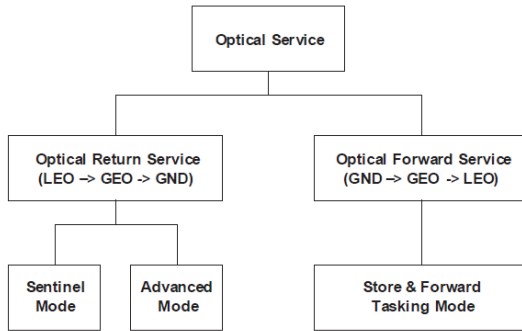 Optical Service
Optical Return Service
(LEO –> GEO -> GND)
Optical Forward Service
(GND –> GEO -> LEO)
Sentinel
Mode
Advanced
Mode
Store & Forward
Tasking Mode